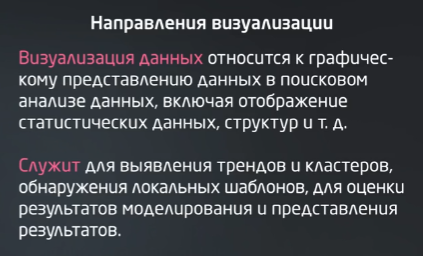 Направления визуализации
Визуализация данных относится к графичес-
кому представлению данных в поисковом
анализе данных, включая отображение
статистических данных, структур и т. д.
Служит для выявления трендов и кластеров,
обнаружения локальных шаблонов, для оценки
результатов моделирования и представления
результатов.